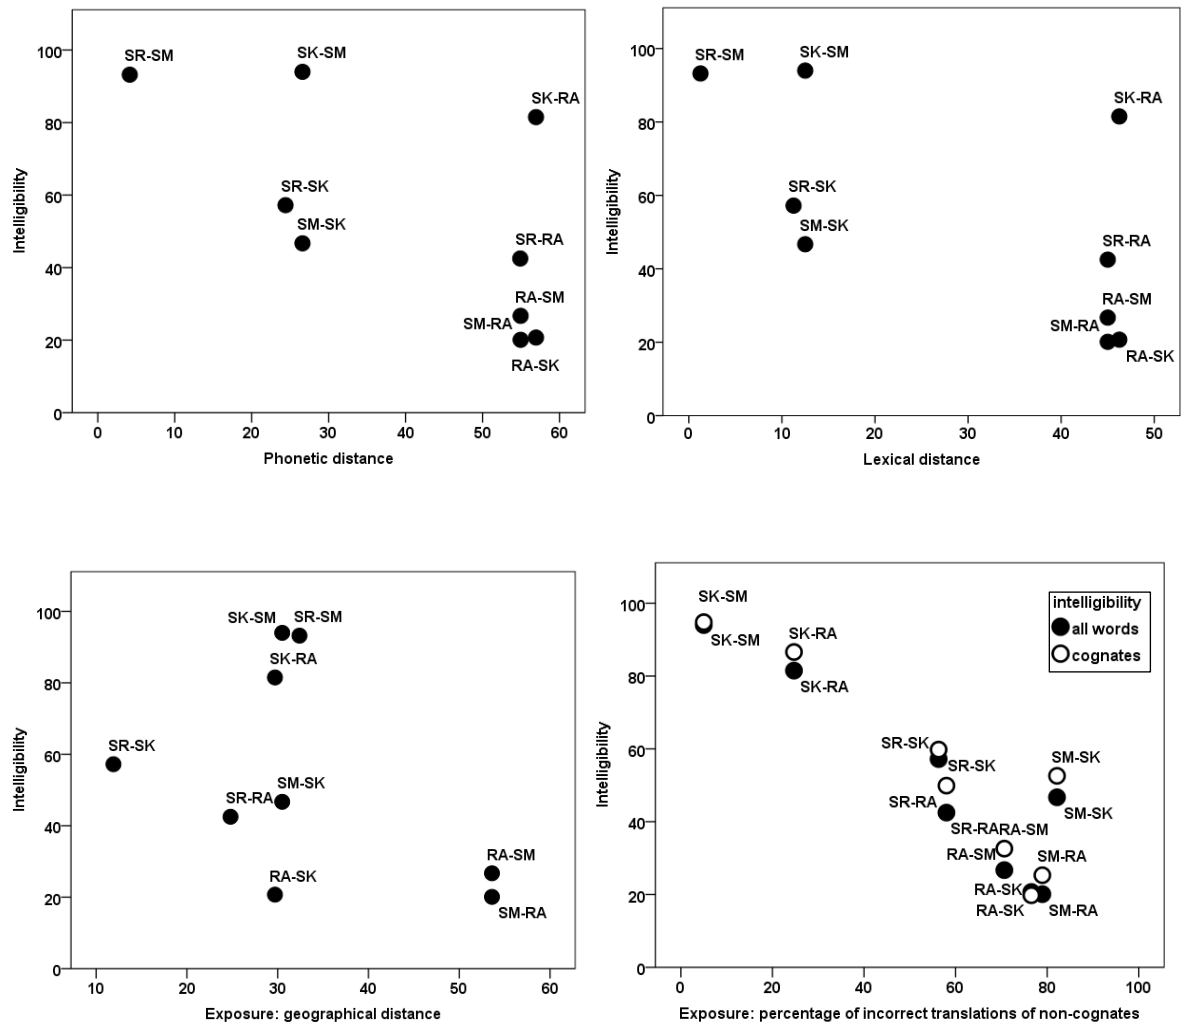 SR-SM
SK-SM
SK-RA
SR-SK
SM-SK
SR-RA
RA-SM
SM-RA
RA-SK
100
80
60
40
20
0
Intelligibility
0 10 20 30 40 50 60
Phonetic distance
SR-SM
SK-SM
SK-RA
SR-SK
SM-SK
SR-RA
RA-SM
SM-RA
RA-SK
100
80
60
40
20
0
Intelligibility
0 10 20 30 40 50
Lexical distance
SK-SM SR-SM
SK-RA
SR-SK
SM-SK
SR-RA
RA-SM
RA-SK
SM-RA
100
80
60
40
20
0
Intelligibility
10 20 30 40 50 60
Exposure: geographical distance
intelligibility
all words
cognates
SK-SM
SK-SM
SK-RA
SK-RA
SR-SK
SR-SK
SM-SK
SR-RA
SM-SK
SR-RA RA-SM
RA-SM SM-RA
RA-SK
RA-SK SM-RA
100
80
60
40
20
0
Intelligibility
0 20 40 60 80 100
Exposure: percentage of incorrect translations of non-cognates